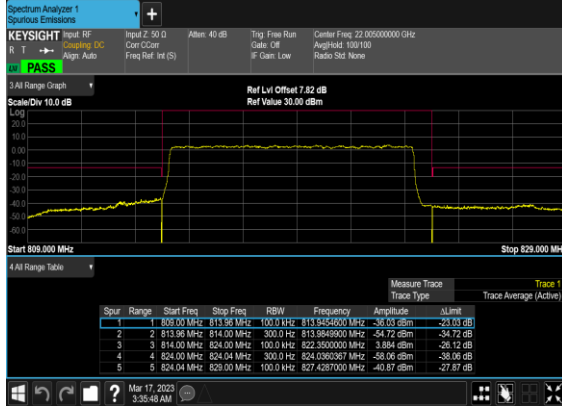 Spectrum Analyzer 1
Spurious Emissions
KEYSIGHT Input: RF Input Z: 50 Ω Atten: 40 dB Trig: Free Run Center Freq: 22.005000000 GHz
R T Coupling: DC Corr CCorr Gate: Off Avg|Hold: 100/100
Align: Auto Freq Ref: Int (S) IF Gain: Low Radio Std: None
PASS
3 All Range Graph Ref Lvl Offset 7.82 dB
Scale/Div 10.0 dB Ref Value 30.00 dBm
Log
20.0
10.0
0.00
-10.0
-20.0
-30.0
-40.0
-50.0
-60.0
Start 809.000 MHz Stop 829.000 MH
4 All Range Table
Measure Trace Trace 1
Trace Type Trace Average (Active)
Spur Range Start Freq Stop Freq RBW Frequency Amplitude ΔLimit
1 1 809.00 MHz 813.96 MHz 100.0 kHz 813.9454600 MHz -36.03 dBm -23.03 dB
2 2 813.96 MHz 814.00 MHz 300.0 Hz 813.9849900 MHz -54.72 dBm -34.72 dB
3 3 814.00 MHz 824.00 MHz 100.0 kHz 822.3500000 MHz 3.884 dBm -26.12 dB
4 4 824.00 MHz 824.04 MHz 300.0 Hz 824.0360367 MHz -58.06 dBm -38.06 dB
5 5 824.04 MHz 829.00 MHz 100.0 kHz 827.4287000 MHz -40.87 dBm -27.87 dB
Mar 17, 2023
3:35:48 AM